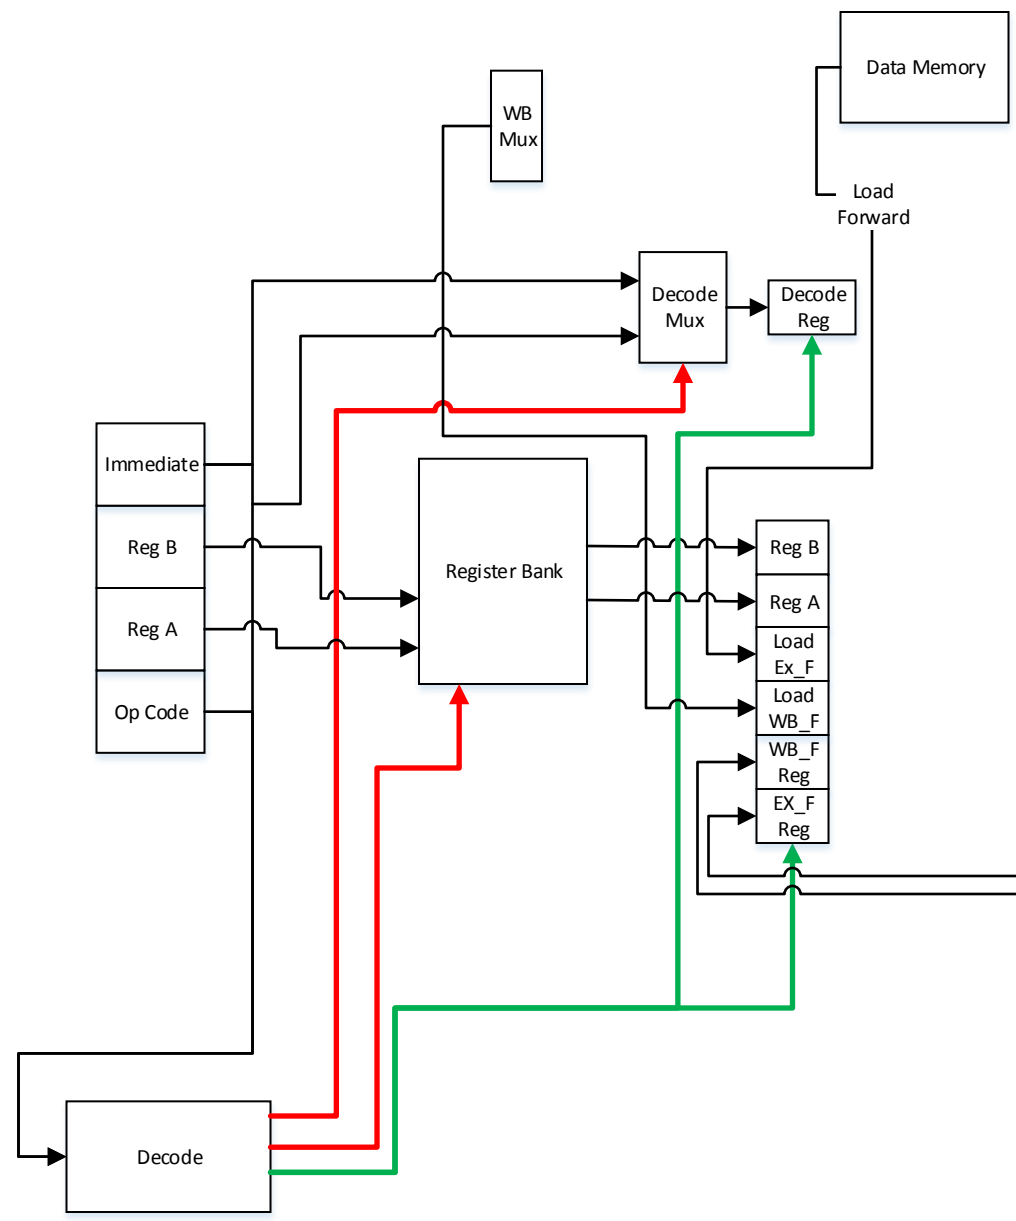 Data Memory
WB
Mux
Load
Forward
Decode
Mux
Decode
Reg
Immediate
Reg B
Reg A
Op Code
Register Bank
Reg B
Reg A
Load
Ex_F
Load
WB_F
WB_F
Reg
EX_F
Reg
Decode